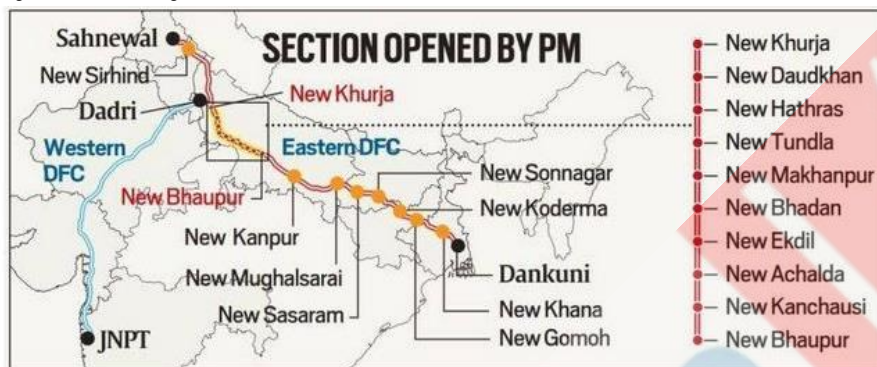 SECTION OPENED BY PM
Sahnewal
New Sirhind
Dadri
New Khurja
Western
DFC
Eastern DFC
New Bhaupur
New Kanpur
New Mughalsarai
New Sasaram
New Sonnagar
New Koderma
Dankuni
New Khana
New Gomoh
JNPT
New Khurja
New Daudkhan
New Hathras
New Tundla
New Makhanpur
New Bhadan
New Ekdil
New Achalda
New Kanchausi
New Bhaupur